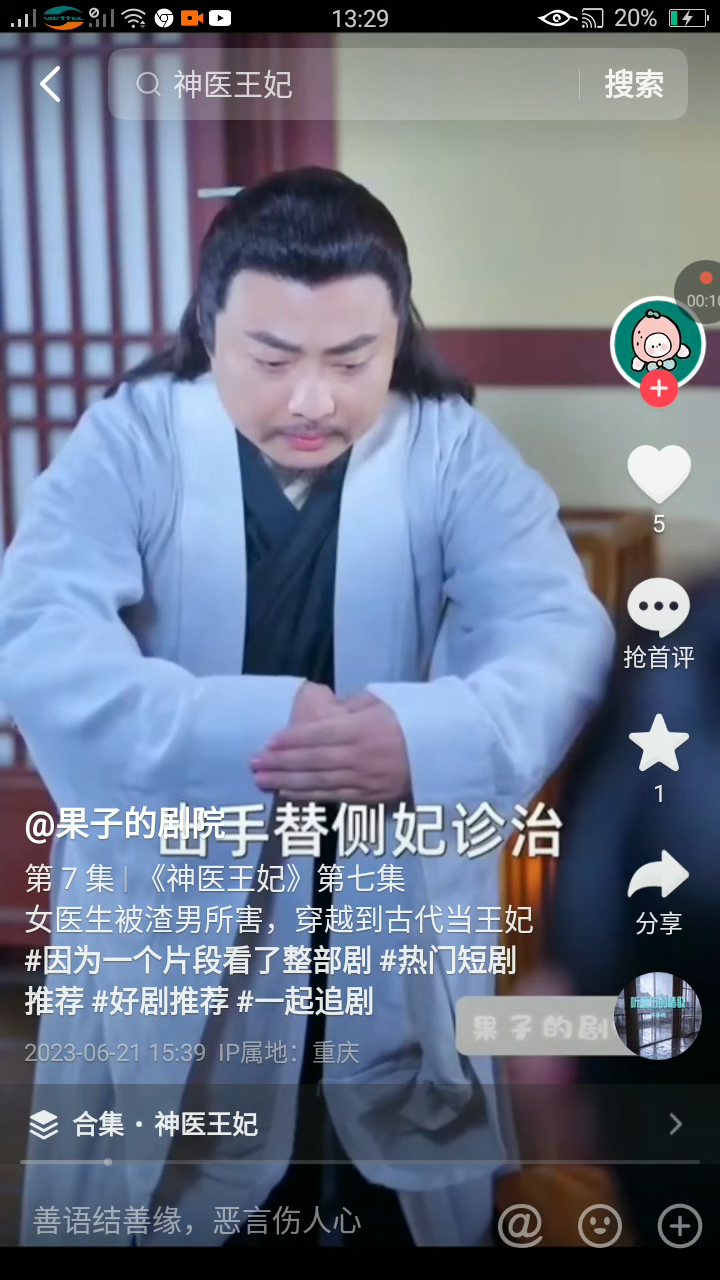 viettel
13:29
20%
神医王妃
搜索
00:10
5
抢首评
1
分享
@果子的剧院
出手替侧妃诊治
第 7 集 | 《神医王妃》第七集
女医生被渣男所害，穿越到古代当王妃
#因为一个片段看了整部剧 #热门短剧
推荐 #好剧推荐 #一起追剧
果子的剧
2023-06-21 15:39 IP属地：重庆
合集 · 神医王妃
善语结善缘，恶言伤人心